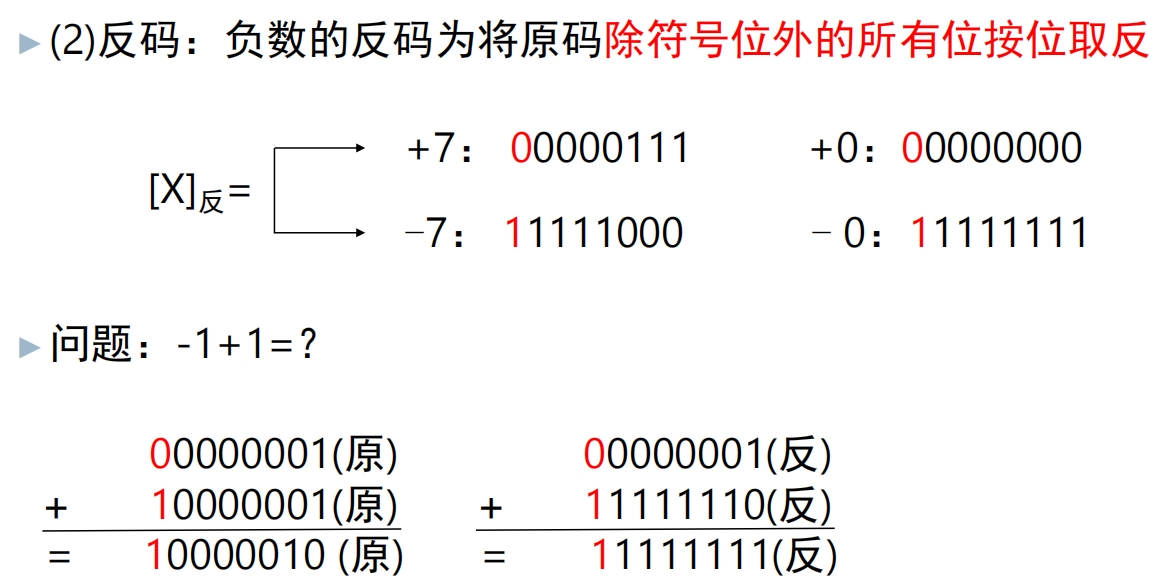 (2)反码：负数的反码为将原码除符号位外的所有位按位取反
+7： 00000111 +0：00000000
[X]反=
−7： 11111000 − 0：11111111
问题：-1+1=?
00000001(原) 00000001(反)
+ 10000001(原) + 11111110(反)
= 10000010 (原) = 11111111(反)